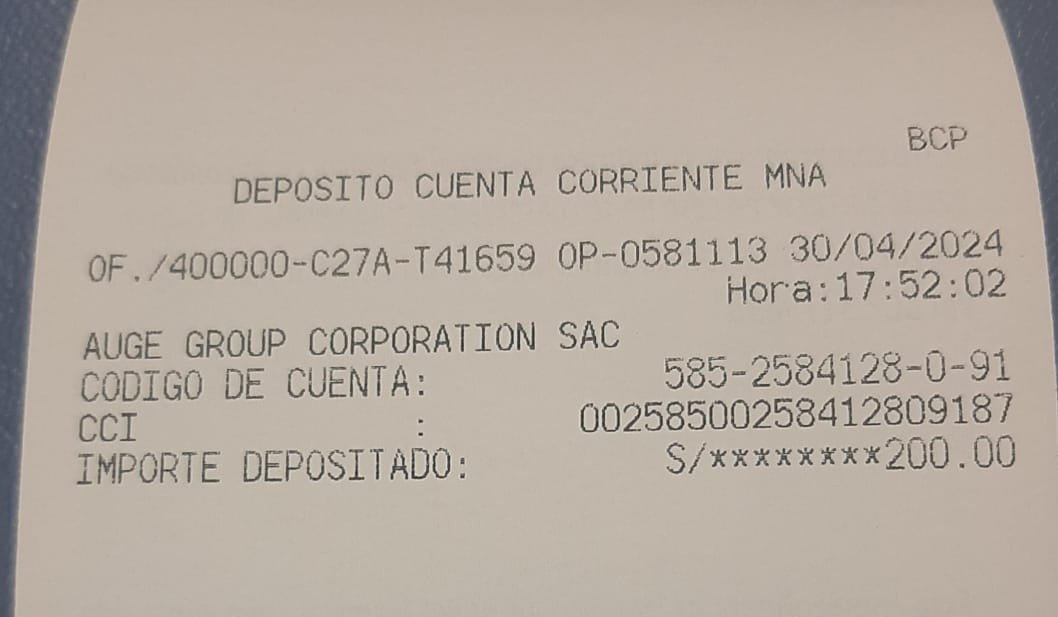 BCP
DEPOSITO CUENTA CORRIENTE MNA
OF./400000-C27A-T41659 OP-0581113 30/04/2024
Hora:17:52:02
AUGE GROUP CORPORATION SAC
CODIGO DE CUENTA: 585-2584128-0-91
CCI : 00258500258412809187
IMPORTE DEPOSITADO: S/********200.00